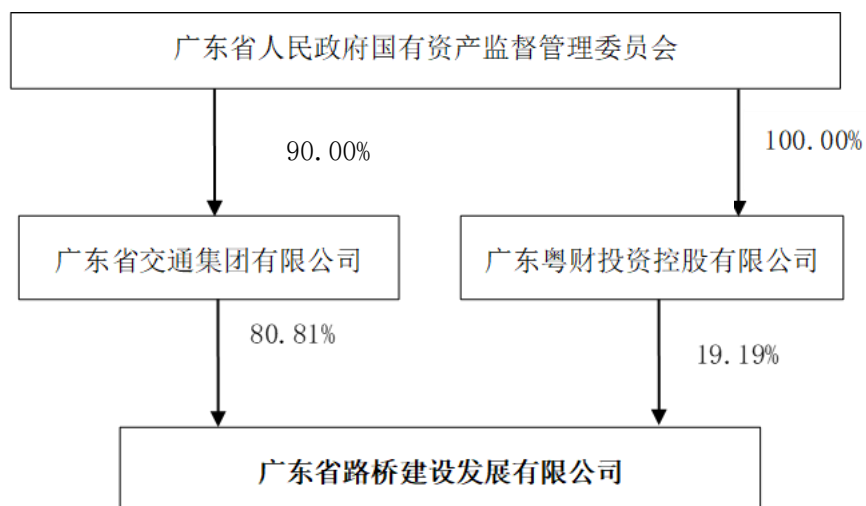 广东省人民政府国有资产监督管理委员会
90.00%
100.00%
广东省交通集团有限公司
广东粤财投资控股有限公司
80.81%
19.19%
广东省路桥建设发展有限公司